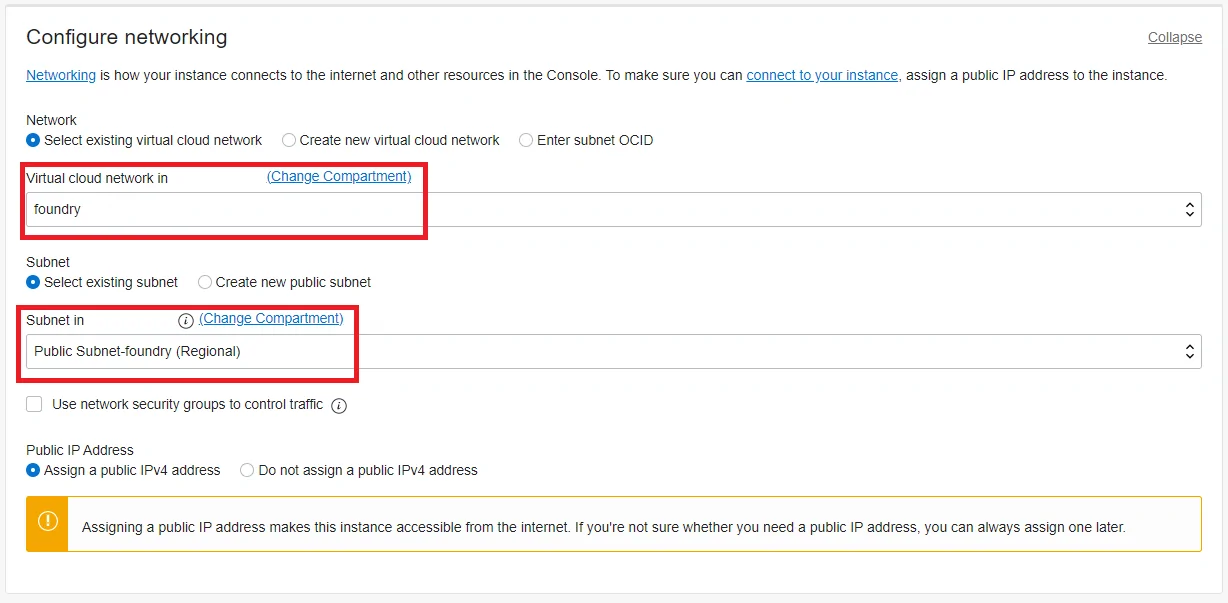 Configure networking
Collapse
Networking is how your instance connects to the internet and other resources in the Console. To make sure you can connect to your instance, assign a public IP address to the instance.
Network
Select existing virtual cloud network Create new virtual cloud network Enter subnet OCID
Virtual cloud network in (Change Compartment)
foundry
Subnet
Select existing subnet Create new public subnet
Subnet in (Change Compartment)
Public Subnet-foundry (Regional)
Use network security groups to control traffic
Public IP Address
Assign a public IPv4 address Do not assign a public IPv4 address
Assigning a public IP address makes this instance accessible from the internet. If you're not sure whether you need a public IP address, you can always assign one later.